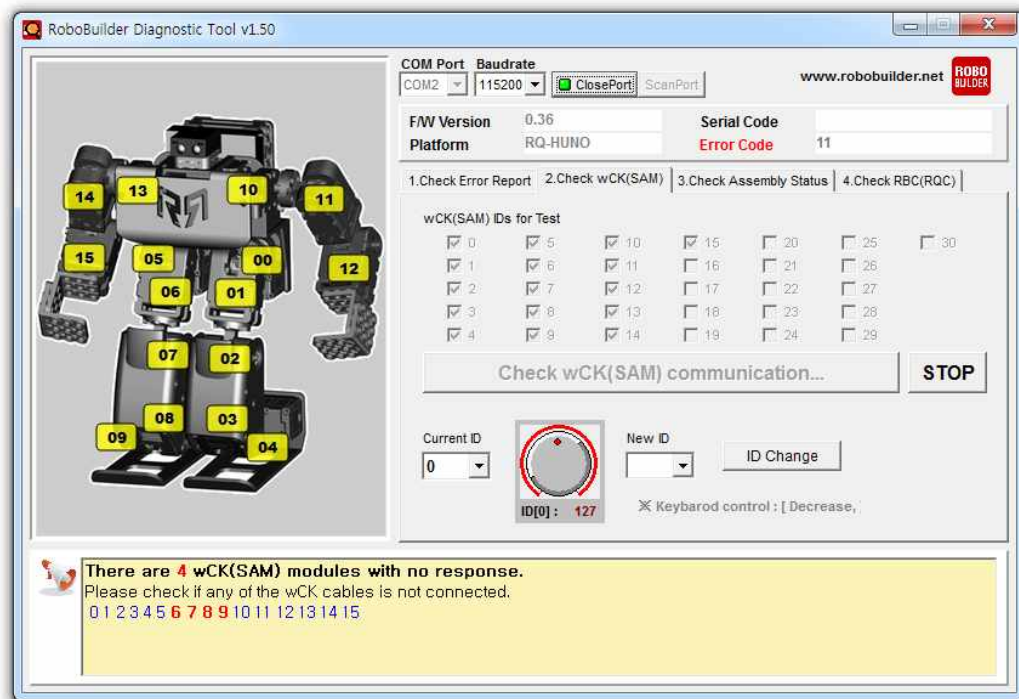 RoboBuilder Diagnostic Tool v1.50
COM Port Baudrate
COM2 115200 ClosePort ScanPort
www.robobuilder.net
ROBO
BUILDER
F/W Version 0.36 Serial Code
Platform RQ-HUNO Error Code 11
1.Check Error Report 2.Check wCK(SAM) 3.Check Assembly Status 4.Check RBC(RQC)
wCK(SAM) IDs for Test
0 5 10 15 20 25 30
1 6 11 16 21 26
2 7 12 17 22 27
3 8 13 18 23 28
4 9 14 19 24 29
Check wCK(SAM) communication... STOP
Current ID New ID
0 ID Change
ID[0] : 127
※ Keybarod control : [ Decrease,
14 13 10 11
15 05 00 12
06 01
07 02
08 03
09 04
There are 4 wCK(SAM) modules with no response.
Please check if any of the wCK cables is not connected.
0 1 2 3 4 5 6 7 8 9 10 11 12 13 14 15